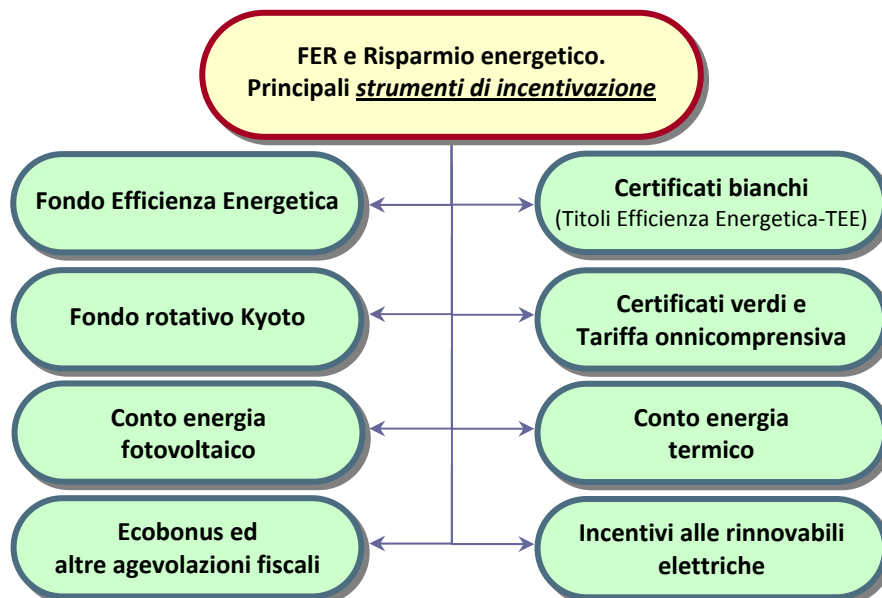 FER e Risparmio energetico.
Principali strumenti di incentivazione
Fondo Efficienza Energetica
Certificati bianchi
(Titoli Efficienza Energetica-TEE)
Fondo rotativo Kyoto
Certificati verdi e
Tariffa onnicomprensiva
Conto energia
fotovoltaico
Conto energia
termico
Ecobonus ed
altre agevolazioni fiscali
Incentivi alle rinnovabili
elettriche